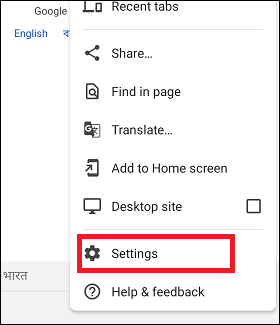 Recent tabs
Google
English বা
Share...
Find in page
Translate...
Add to Home screen
Desktop site
Settings
भारत
Help & feedback